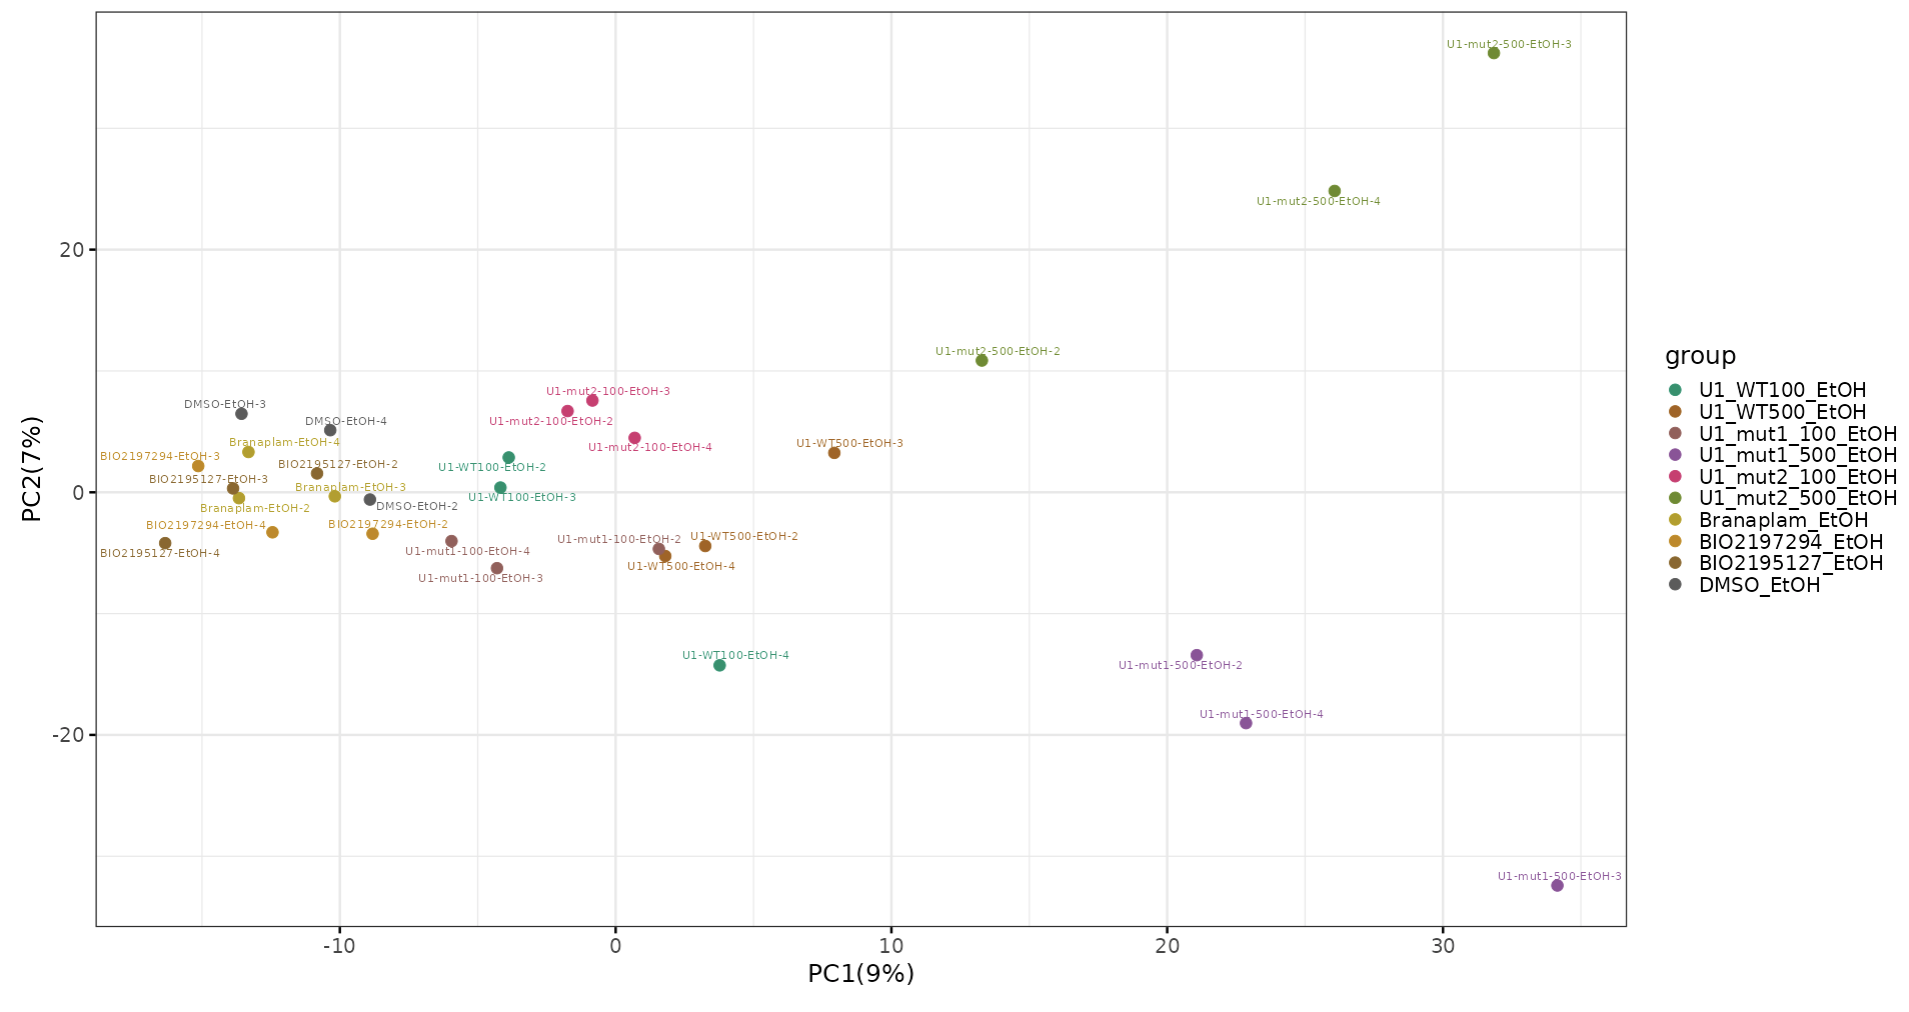 U1-mut2-500-EtOH-3
U1-mut2-500-EtOH-4
20
U1-mut2-500-EtOH-2
U1-mut2-100-EtOH-3
DMSO-EtOH-3
DMSO-EtOH-4
U1-mut2-100-EtOH-2
Branaplam-EtOH-4
U1-WT500-EtOH-3
U1-mut2-100-EtOH-4
BIO2197294-EtOH-3
BIO2195127-EtOH-2
U1-WT100-EtOH-2
BIO2195127-EtOH-3
Branaplam-EtOH-3
0
U1-WT100-EtOH-3
Branaplam-EtOH-2
DMSO-EtOH-2
BIO2197294-EtOH-4
BIO2197294-EtOH-2
U1-WT500-EtOH-2
U1-mut1-100-EtOH-2
BIO2195127-EtOH-4
U1-mut1-100-EtOH-4
U1-WT500-EtOH-4
U1-mut1-100-EtOH-3
U1-WT100-EtOH-4
U1-mut1-500-EtOH-2
U1-mut1-500-EtOH-4
-20
U1-mut1-500-EtOH-3
-10 0 10 20 30
PC1(9%)
PC2(7%)
group
U1_WT100_EtOH
U1_WT500_EtOH
U1_mut1_100_EtOH
U1_mut1_500_EtOH
U1_mut2_100_EtOH
U1_mut2_500_EtOH
Branaplam_EtOH
BIO2197294_EtOH
BIO2195127_EtOH
DMSO_EtOH